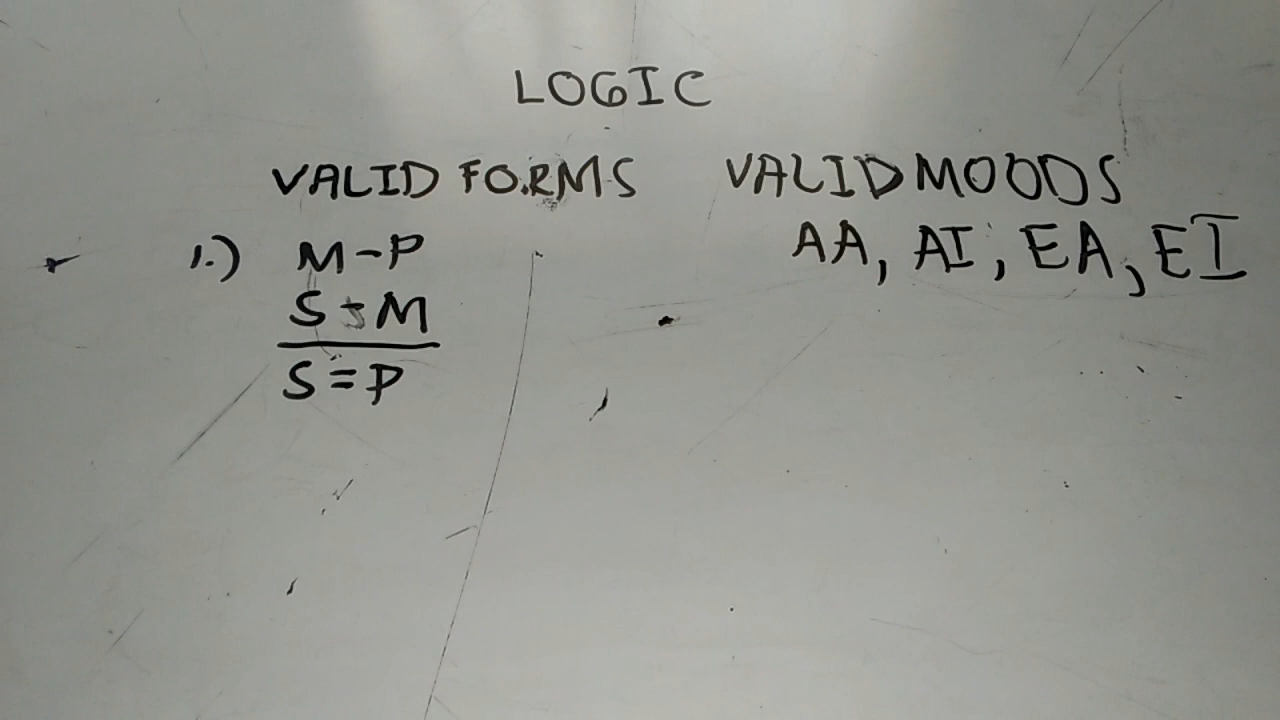 LOGIC
VALID FORMS VALID MOODS
1.) M-P AA, AI, EA, EI
S-M
S=P